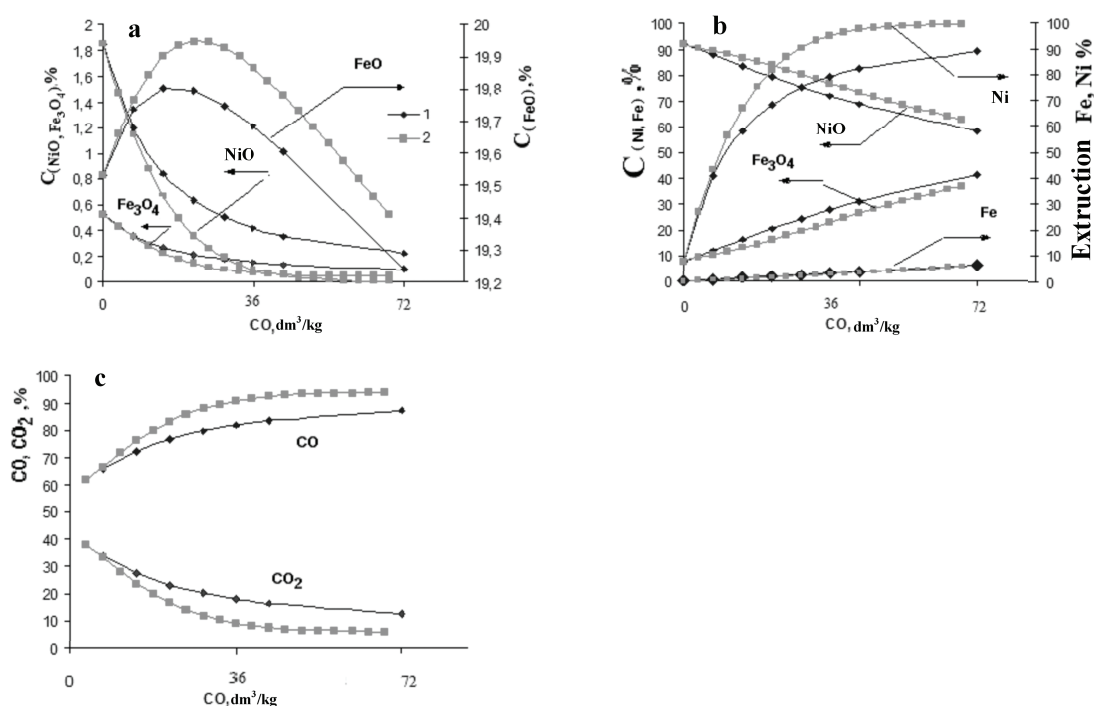 a
C(NiO, Fe3O4),%
2
1,8
1,6
1,4
1,2
1
0,8
0,6
0,4
0,2
0
FeO
1
2
NiO
Fe3O4
20
19,9
19,8
19,7
19,6
19,5
19,4
19,3
19,2
C(FeO),%
0 36 72
CO,dm3/kg
b
C(Ni,Fe),%
100
90
80
70
60
50
40
30
20
10
0
Ni
NiO
Fe3O4
Fe
100
90
80
70
60
50
40
30
20
10
0
Extruction Fe, Ni %
0 36 72
CO,dm3/kg
c
CO, CO2 ,%
100
90
80
70
60
50
40
30
20
10
0
CO
CO2
0 36 72
CO,dm3/kg